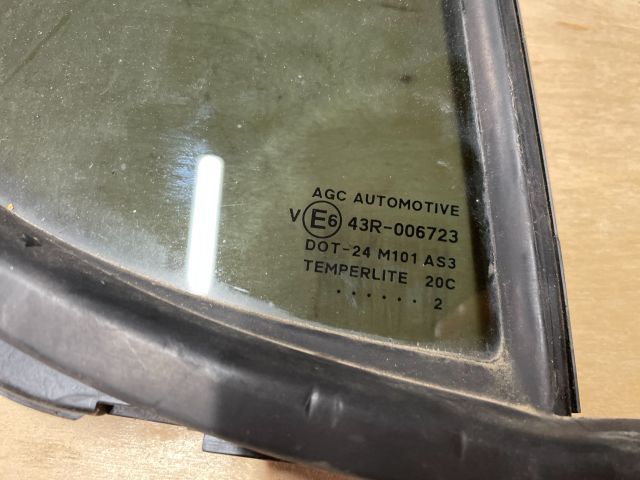 AGC AUTOMOTIVE
V E6 43R-006723
DOT-24 M101 AS3
TEMPERLITE 20C
...... 2